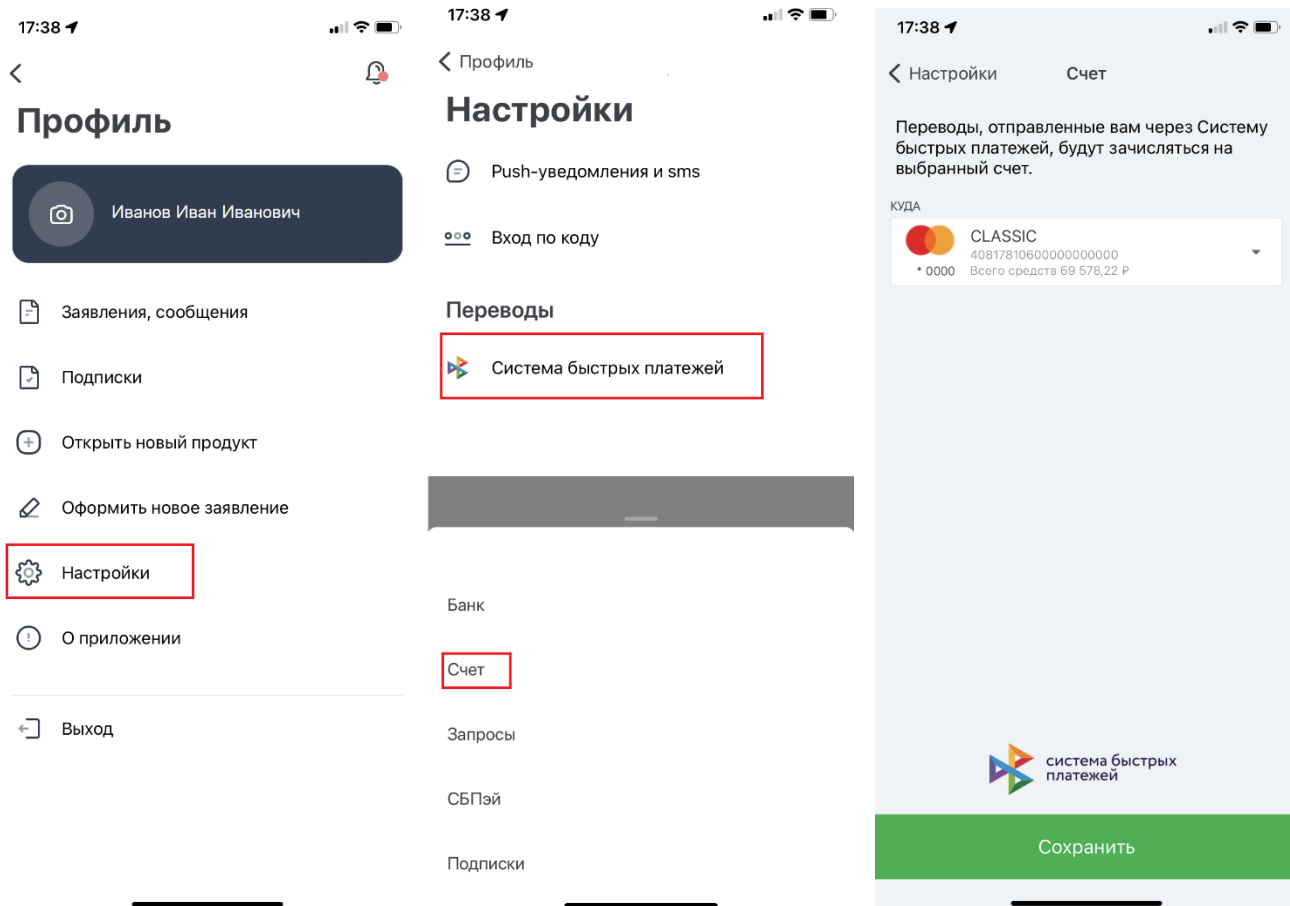 17:38
Профиль
Иванов Иван Иванович
Заявления, сообщения
Подписки
Открыть новый продукт
Оформить новое заявление
Настройки
О приложении
Выход
17:38
Профиль
Настройки
Push-уведомления и sms
Вход по коду
Переводы
Система быстрых платежей
Банк
Счет
Запросы
СБПэй
Подписки
17:38
Настройки
Счет
Переводы, отправленные вам через Систему
быстрых платежей, будут зачисляться на
выбранный счет.
КУДА
CLASSIC
40817810600000000000
* 0000 Всего средств 69 578,22 ₽
система быстрых
платежей
Сохранить